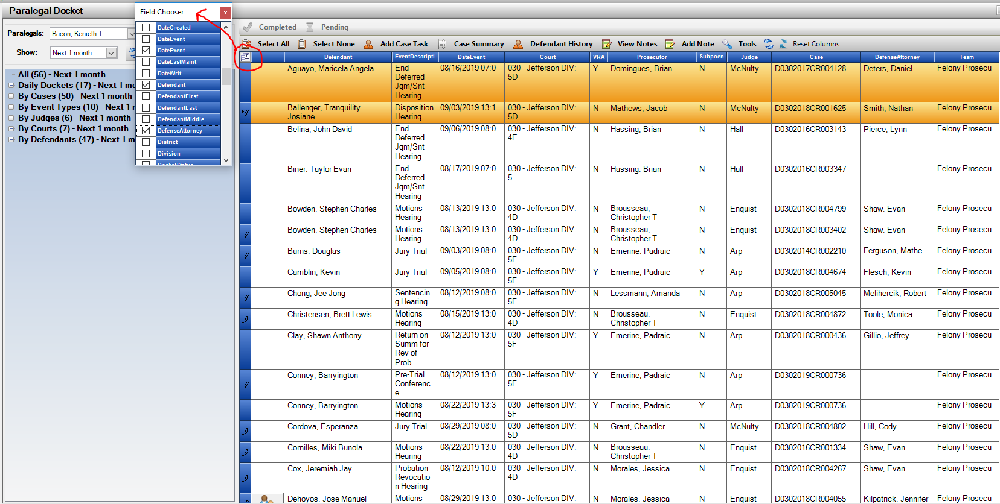 Paralegal Docket
Field Chooser
x
Paralegals: Bacon, Kenieth T
Show: Next 1 month
DateCreated
DateEvent
DateEvent
DateLastMaint
DateWrit
Defendant
DefendantFirst
DefendantLast
DefendantMiddle
DefenseAttorney
District
Division
DocketStatus
All (56) - Next 1 month
Daily Dockets (17) - Next 1 mo
By Cases (50) - Next 1 month
By Event Types (10) - Next 1 r
By Judges (6) - Next 1 month
By Courts (7) - Next 1 month
By Defendants (47) - Next 1 m
Completed Pending
Select All Select None Add Case Task Case Summary Defendant History View Notes Add Note Tools Reset Columns
Defendant EventDescripti DateEvent Court VRA Prosecutor Subpoen Judge Case DefenseAttorney Team
Aguayo, Maricela Angela End Deferred Jgm/Snt Hearing 08/16/2019 07:0 030 - Jefferson DIV: 5D Y Domingues, Brian N McNulty D0302017CR004128 Deters, Daniel Felony Prosecu
Ballenger, Tranquility Josiane Disposition Hearing 09/03/2019 13:1 030 - Jefferson DIV: 5D N Mathews, Jacob N McNulty D0302018CR001625 Smith, Nathan Felony Prosecu
Belina, John David End Deferred Jgm/Snt Hearing 09/06/2019 08:0 030 - Jefferson DIV: 4E N Hassing, Brian N Hall D0302016CR003143 Pierce, Lynn Felony Prosecu
Biner, Taylor Evan End Deferred Jgm/Snt Hearing 08/17/2019 07:0 030 - Jefferson DIV: 5 N Hassing, Brian N Hall D0302016CR003347 Felony Prosecu
Bowden, Stephen Charles Motions Hearing 08/13/2019 13:0 030 - Jefferson DIV: 4D N Brousseau, Christopher T N Enquist D0302018CR004799 Shaw, Evan Felony Prosecu
Bowden, Stephen Charles Motions Hearing 08/13/2019 13:0 030 - Jefferson DIV: 4D N Brousseau, Christopher T N Enquist D0302018CR003402 Shaw, Evan Felony Prosecu
Burns, Douglas Jury Trial 09/03/2019 08:0 030 - Jefferson DIV: 5F N Emerine, Padraic N Arp D0302014CR002210 Ferguson, Mathe Felony Prosecu
Camblin, Kevin Jury Trial 09/05/2019 08:0 030 - Jefferson DIV: 5F Y Emerine, Padraic Y Arp D0302018CR004674 Flesch, Kevin Felony Prosecu
Chong, Jee Jong Sentencin g Hearing 08/12/2019 08:0 030 - Jefferson DIV: 5F N Lessmann, Amanda N Arp D0302018CR005045 Melihercik, Robert Felony Prosecu
Christensen, Brett Lewis Motions Hearing 08/15/2019 13:0 030 - Jefferson DIV: 4D N Brousseau, Christopher T N Enquist D0302018CR004872 Toole, Monica Felony Prosecu
Clay, Shawn Anthony Return on Summ for Rev of Prob 08/12/2019 13:0 030 - Jefferson DIV: 5F Y Emerine, Padraic N Arp D0302018CR000436 Gillio, Jeffrey Felony Prosecu
Conney, Barryington Pre-Trial Conferenc e 08/12/2019 13:0 030 - Jefferson DIV: 5F Y Emerine, Padraic N Arp D0302019CR000736 Felony Prosecu
Conney, Barryington Motions Hearing 08/22/2019 13:3 030 - Jefferson DIV: 5F Y Emerine, Padraic Y Arp D0302019CR000736 Felony Prosecu
Cordova, Esperanza Jury Trial 08/29/2019 08:0 030 - Jefferson DIV: 5D N Grant, Chandler N McNulty D0302018CR004802 Hill, Cody Felony Prosecu
Cornilles, Miki Bunola Motions Hearing 08/22/2019 13:0 030 - Jefferson DIV: 4D N Brousseau, Christopher T N Enquist D0302016CR001334 Shaw, Evan Felony Prosecu
Cox, Jeremiah Jay Probation Revocatio n Hearing 08/12/2019 10:0 030 - Jefferson DIV: 4D N Morales, Jessica N Enquist D0302018CR004267 Shaw, Evan Felony Prosecu
Dehoyos, Jose Manuel Motions 08/29/2019 13:0 030 - Jefferson DIV: N Morales, Jessica N Enquist D0302018CR004055 Kilpatrick, Jennifer Felony Prosecu